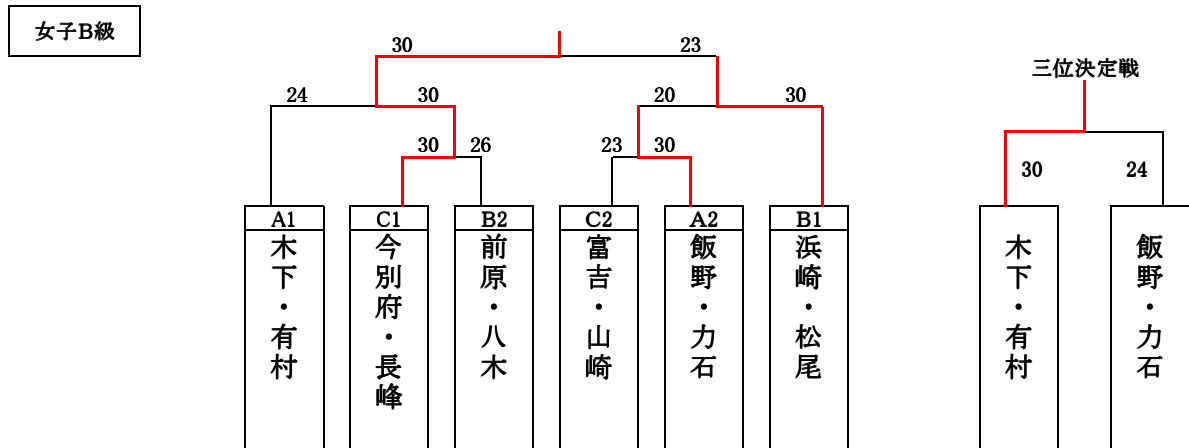 女子B級
30 23
三位決定戦
24 30 20 30
30 26 23 30
30 24
A1 C1 B2 C2 A2 B1
木下・有村
今別府・長峰
前原・八木
富吉・山崎
飯野・力石
浜崎・松尾
木下・有村
飯野・力石